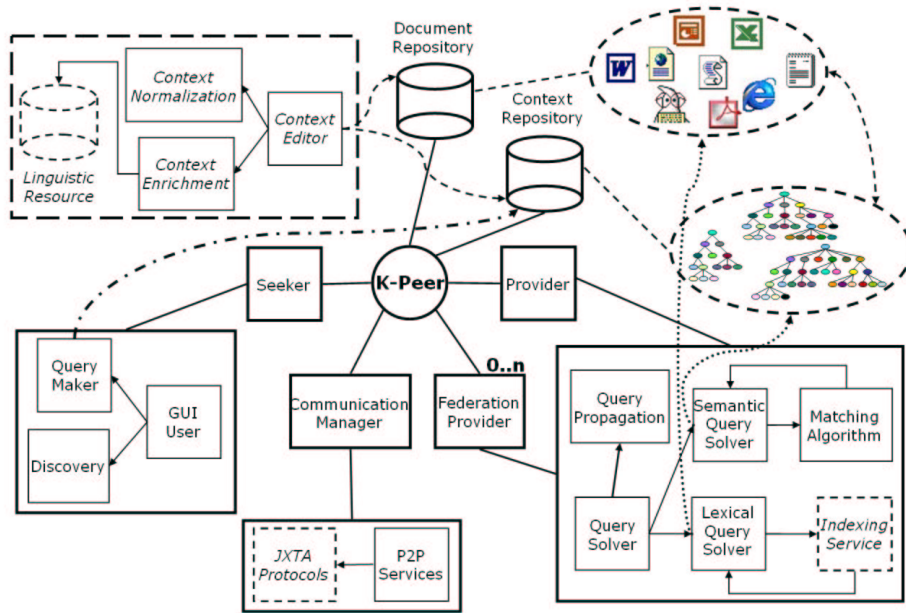 Document
Repository
Context
Repository
Context
Normalization
Context
Editor
Context
Enrichment
Linguistic
Resource
W
K-Peer
Seeker
Provider
Query
Maker
GUI
User
Discovery
Communication
Manager
0..n
Federation
Provider
JXTA
Protocols
P2P
Services
Query
Propagation
Semantic
Query
Solver
Matching
Algorithm
Query
Solver
Lexical
Query
Solver
Indexing
Service